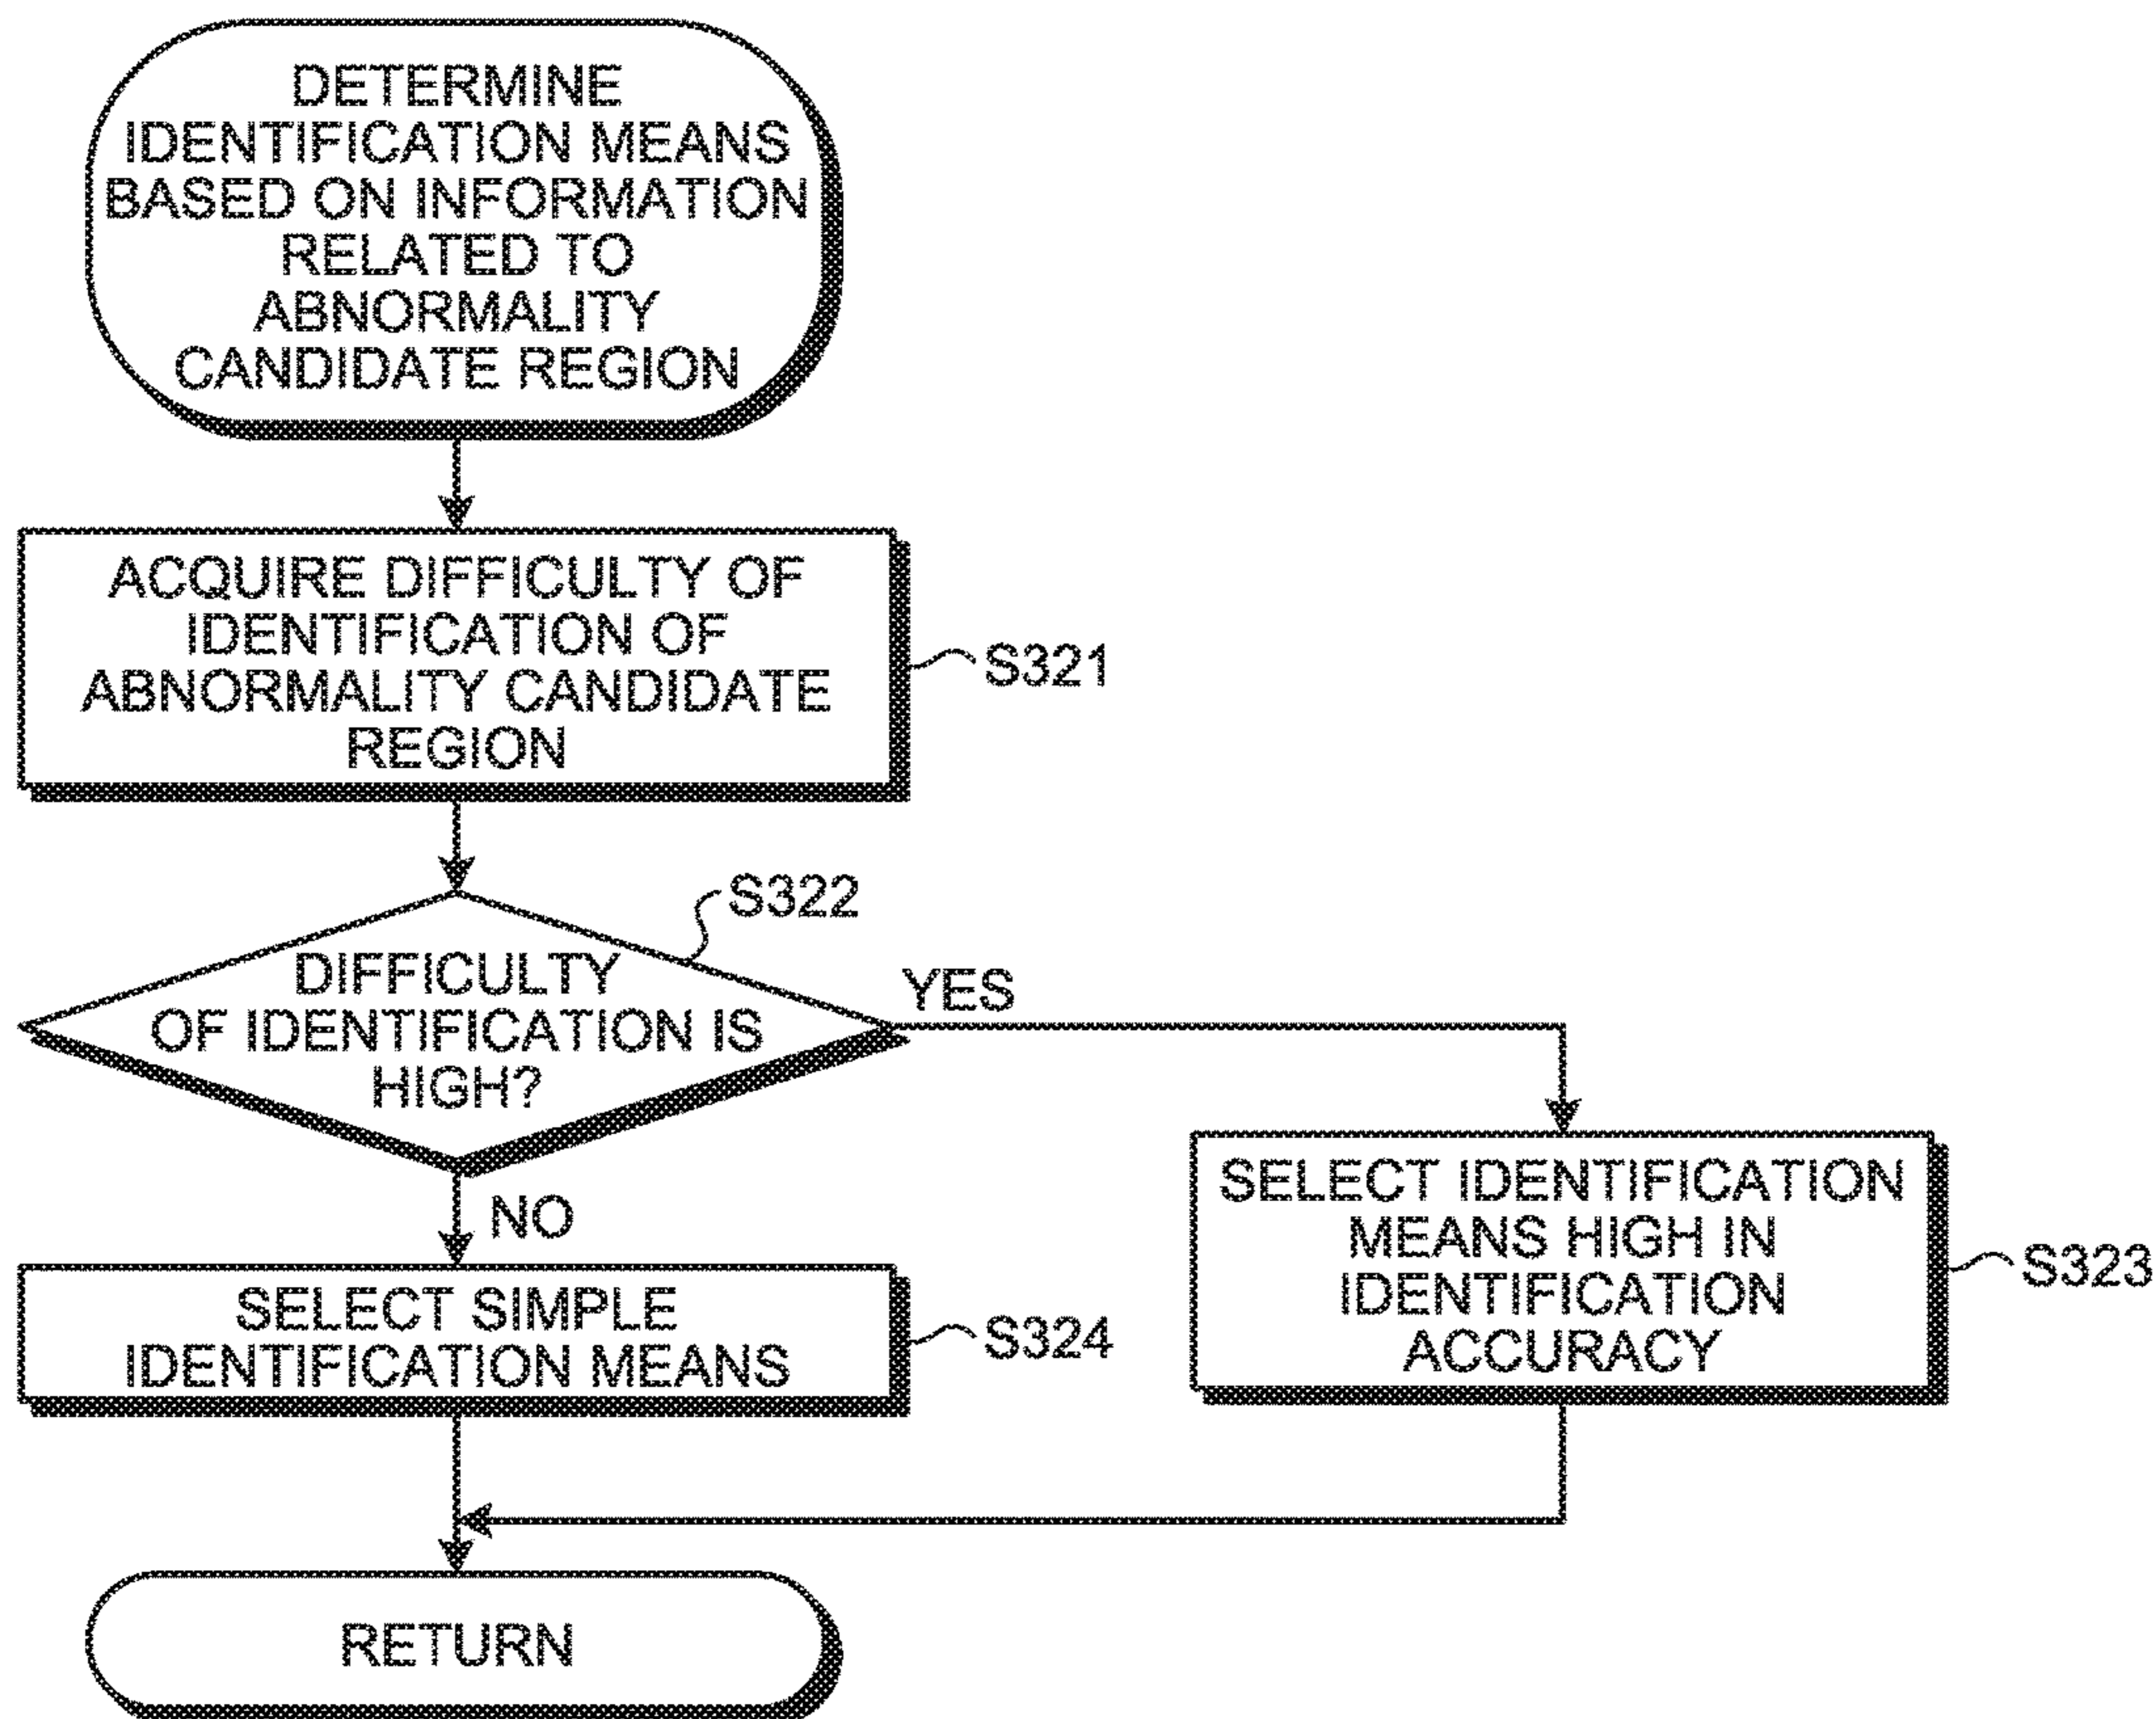 DETERMINE
IDENTIFICATION MEANS
BASED ON INFORMATION
RELATED TO
ABNORMALITY
CANDIDATE REGION
ACQUIRE DIFFICULTY OF
IDENTIFICATION OF
ABNORMALITY CANDIDATE
REGION
S321
S322
DIFFICULTY
OF IDENTIFICATION IS
HIGH?
YES
NO
SELECT IDENTIFICATION
MEANS HIGH IN
IDENTIFICATION
ACCURACY
S323
SELECT SIMPLE
IDENTIFICATION MEANS
S324
RETURN